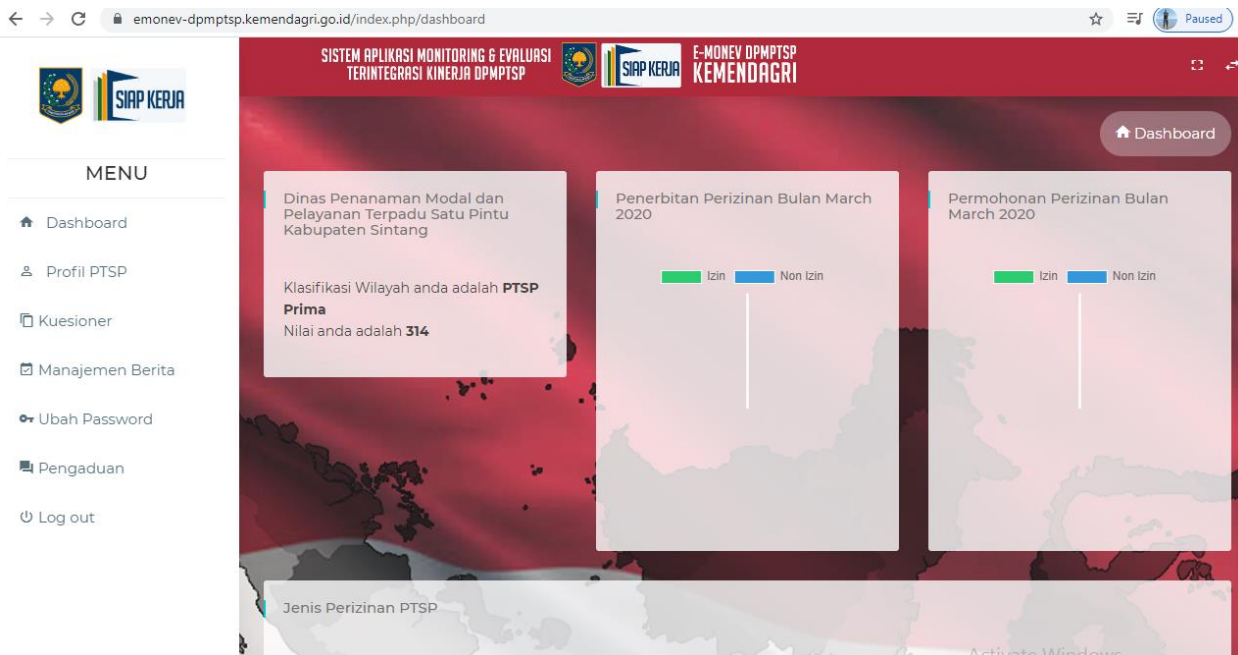 emonev-dpmptsp.kemendagri.go.id/index.php/dashboard
Paused
SISTEM APLIKASI MONITORING & EVALUASI
TERINTEGRASI KINERJA DPMPTSP
SIAP KERJA
E-MONEV DPMPTSP
KEMENDAGRI
SIAP KERJA
MENU
Dashboard
Profil PTSP
Kuesioner
Manajemen Berita
Ubah Password
Pengaduan
Log out
Dashboard
Dinas Penanaman Modal dan
Pelayanan Terpadu Satu Pintu
Kabupaten Sintang
Klasifikasi Wilayah anda adalah PTSP
Prima
Nilai anda adalah 314
Penerbitan Perizinan Bulan March
2020
Izin Non Izin
Permohonan Perizinan Bulan
March 2020
Izin Non Izin
Jenis Perizinan PTSP
Activate Windows